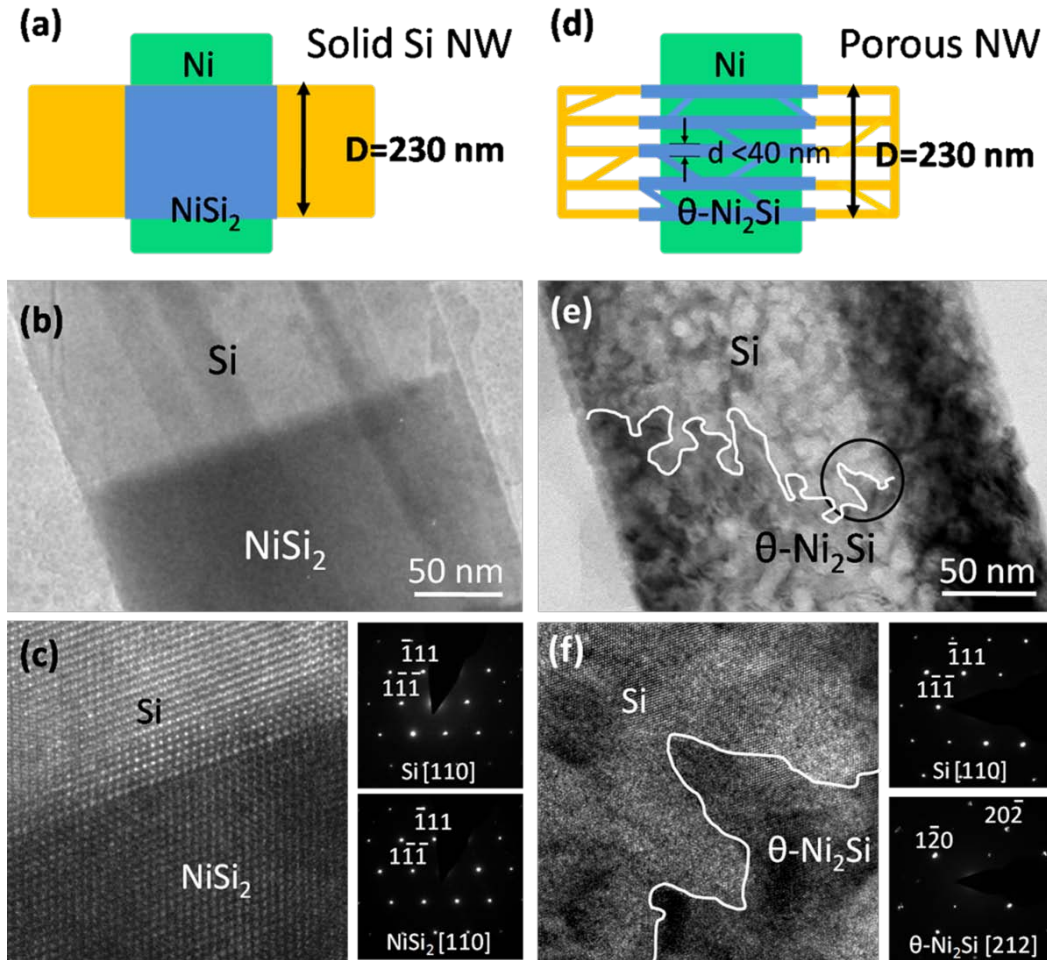 (a)
Solid Si NW
Ni
D=230 nm
NiSi₂
(d)
Porous NW
Ni
d <40 nm
D=230 nm
θ-Ni₂Si
(b)
Si
NiSi₂
50 nm
(e)
Si
θ-Ni₂Si
50 nm
(c)
Si
NiSi₂
1̄11
11̄1̄
Si [110]
1̄11
11̄1̄
NiSi₂ [110]
(f)
Si
θ-Ni₂Si
1̄11
11̄1̄
Si [110]
202̄
12̄0
θ-Ni₂Si [212]